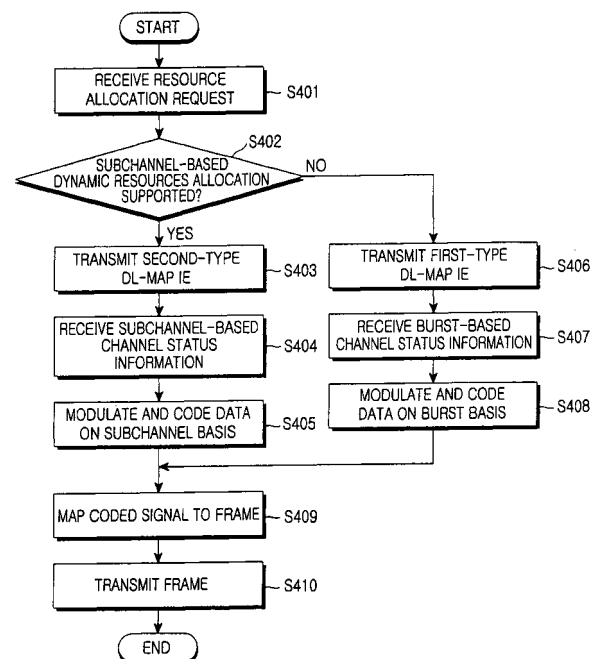 START
RECEIVE RESOURCE
ALLOCATION REQUEST
S401
S402
SUBCHANNEL-BASED
DYNAMIC RESOURCES ALLOCATION
SUPPORTED?
NO
YES
TRANSMIT SECOND-TYPE
DL-MAP IE
S403
TRANSMIT FIRST-TYPE
DL-MAP IE
S406
RECEIVE SUBCHANNEL-BASED
CHANNEL STATUS
INFORMATION
S404
RECEIVE BURST-BASED
CHANNEL STATUS INFORMATION
S407
MODULATE AND CODE DATA
ON SUBCHANNEL BASIS
S405
MODULATE AND CODE
DATA ON BURST BASIS
S408
MAP CODED SIGNAL TO FRAME
S409
TRANSMIT FRAME
S410
END